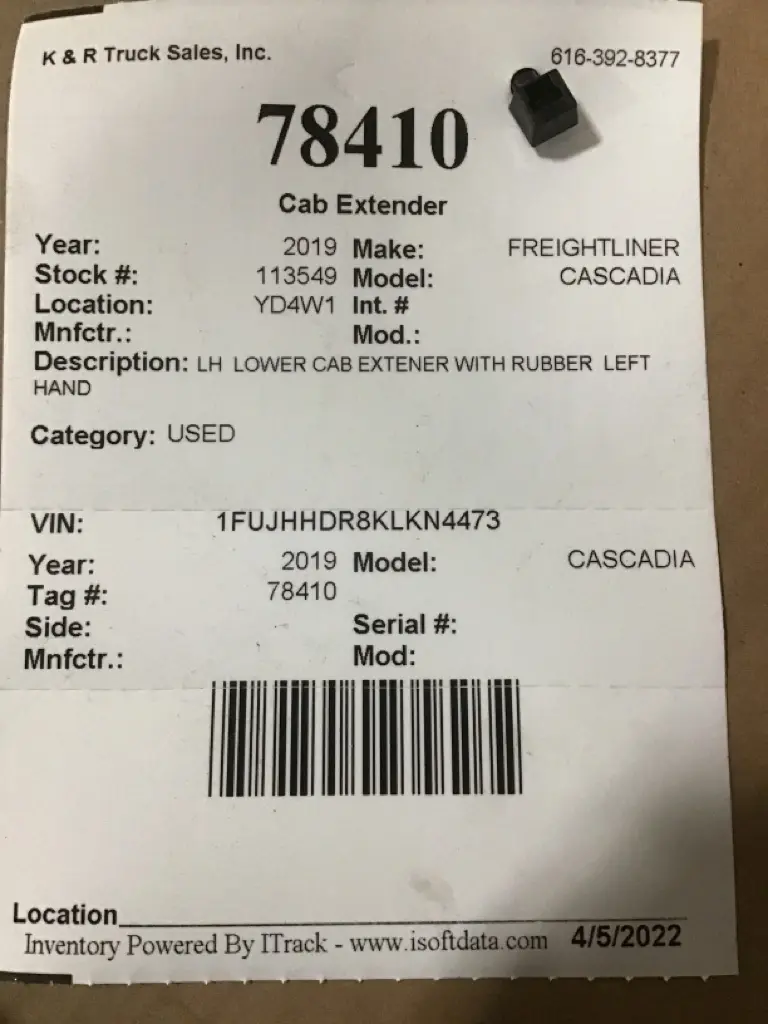 K & R Truck Sales, Inc. 616-392-8377
78410
Cab Extender
Year: 2019 Make: FREIGHTLINER
Stock #: 113549 Model: CASCADIA
Location: YD4W1 Int. #
Mnfctr.: Mod.:
Description: LH LOWER CAB EXTENER WITH RUBBER LEFT
HAND
Category: USED
VIN: 1FUJHHDR8KLKN4473
Year: 2019 Model: CASCADIA
Tag #: 78410
Side: Serial #:
Mnfctr.: Mod:
Location
Inventory Powered By ITrack - www.isoftdata.com 4/5/2022